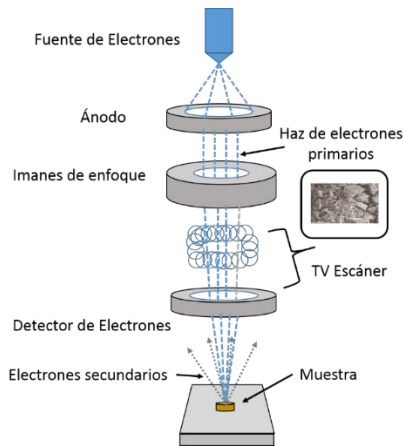 Fuente de Electrones
Ánodo
Haz de electrones
primarios
Imanes de enfoque
TV Escáner
Detector de Electrones
Electrones secundarios
Muestra